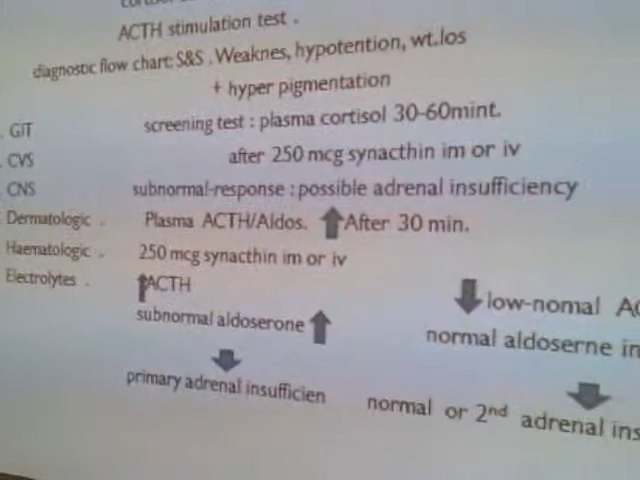 ACTH stimulation test .
diagnostic flow chart: S&S . Weaknes, hypotention, wt.los
+ hyper pigmentation
. GIT
screening test : plasma cortisol 30-60mint.
. CVS
after 250 mcg synacthin im or iv
. CNS
subnormal-response : possible adrenal insufficiency
Dermatologic .
Plasma ACTH/Aldos. ⬆After 30 min.
Haematologic .
250 mcg synacthin im or iv
Electrolytes .
⬆ACTH
⬇low-nomal
subnormal aldoserone ⬆
normal aldoserne
primary adrenal insufficien
normal or 2nd adrenal